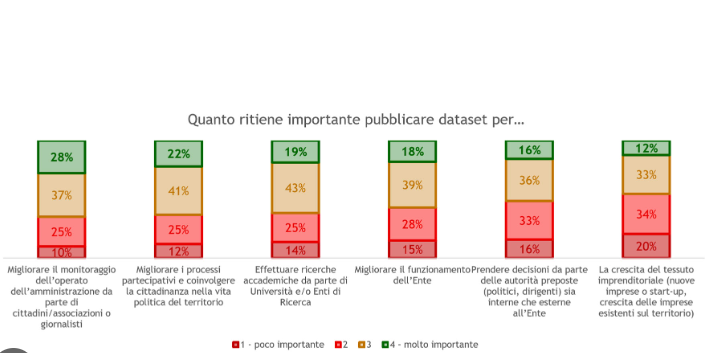 Quanto ritiene importante pubblicare dataset per...
28% 22% 19% 18% 16% 12%
37% 41% 43% 39% 36% 33%
25% 25% 25% 28% 33% 34%
10% 12% 14% 15% 16% 20%
Migliorare il monitoraggio
dell'operato
dell'amministrazione da
parte di
cittadini/associazioni o
giornalisti
Migliorare i processi
partecipativi e coinvolgere
la cittadinanza nella vita
politica del territorio
Effettuare ricerche
accademiche da parte di
Università e/o Enti di
Ricerca
Migliorare il funzionamento
dell'Ente
Prendere decisioni da parte
delle autorità preposte
(politici, dirigenti) sia
interne che esterne
all'Ente
La crescita del tessuto
imprenditoriale (nuove
imprese o start-up,
crescita delle imprese
esistenti sul territorio)
1 - poco importante 2 3 4 - molto importante